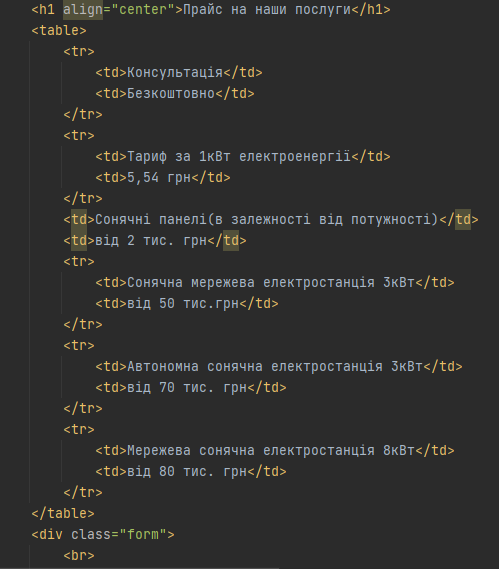 <h1 align="center">Прайс на наши послуги</h1>
<table>
<tr>
<td>Консультація</td>
<td>Безкоштовно</td>
</tr>
<tr>
<td>Тариф за 1кВт електроенергії</td>
<td>5,54 грн</td>
</tr>
<td>Сонячні панелі(в залежності від потужності)</td>
<td>від 2 тис. грн</td>
<tr>
<td>Сонячна мережева електростанція 3кВт</td>
<td>від 50 тис.грн</td>
</tr>
<tr>
<td>Автономна сонячна електростанція 3кВт</td>
<td>від 70 тис. грн</td>
</tr>
<tr>
<td>Мережева сонячна електростанція 8кВт</td>
<td>від 80 тис. грн</td>
</tr>
</table>
<div class="form">
<br>